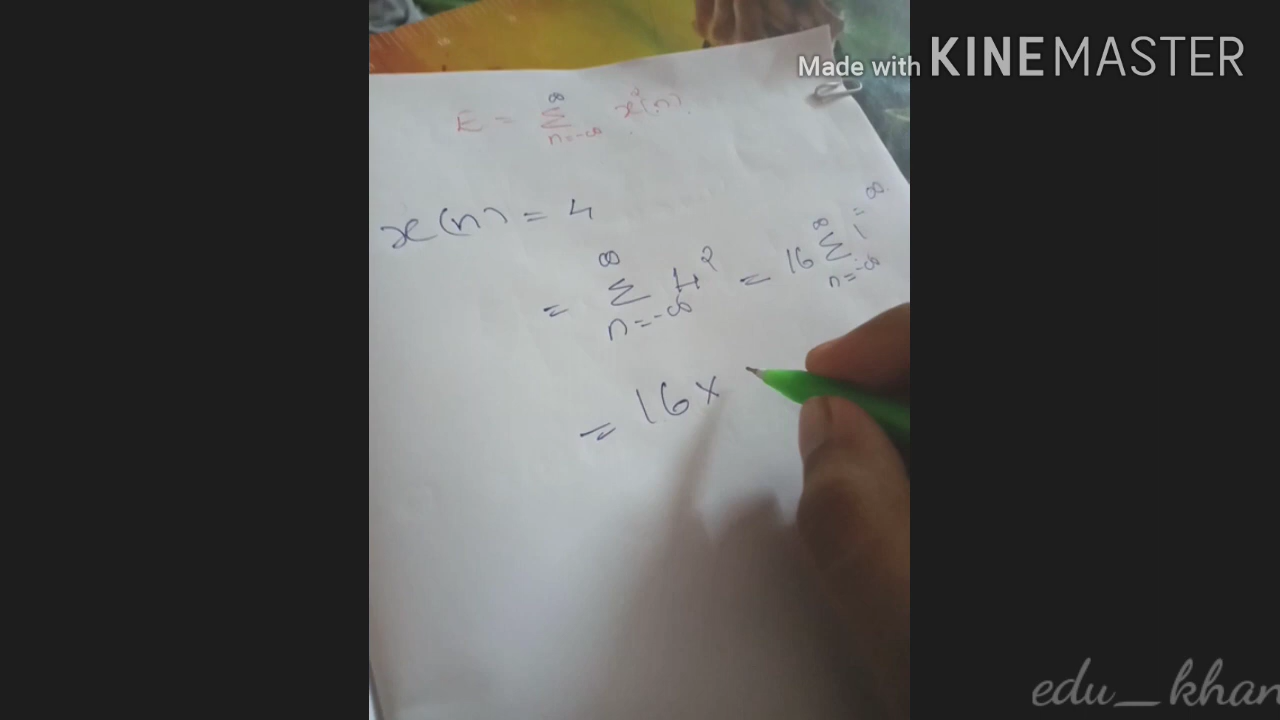 Made with KINEMASTER
E = ∞∑n=-∞ x²(n).
x(n) = 4
= ∞∑n=-∞ 4² = 16 ∞∑n=-∞ 1 = ∞.
= 16 x
edu_khan